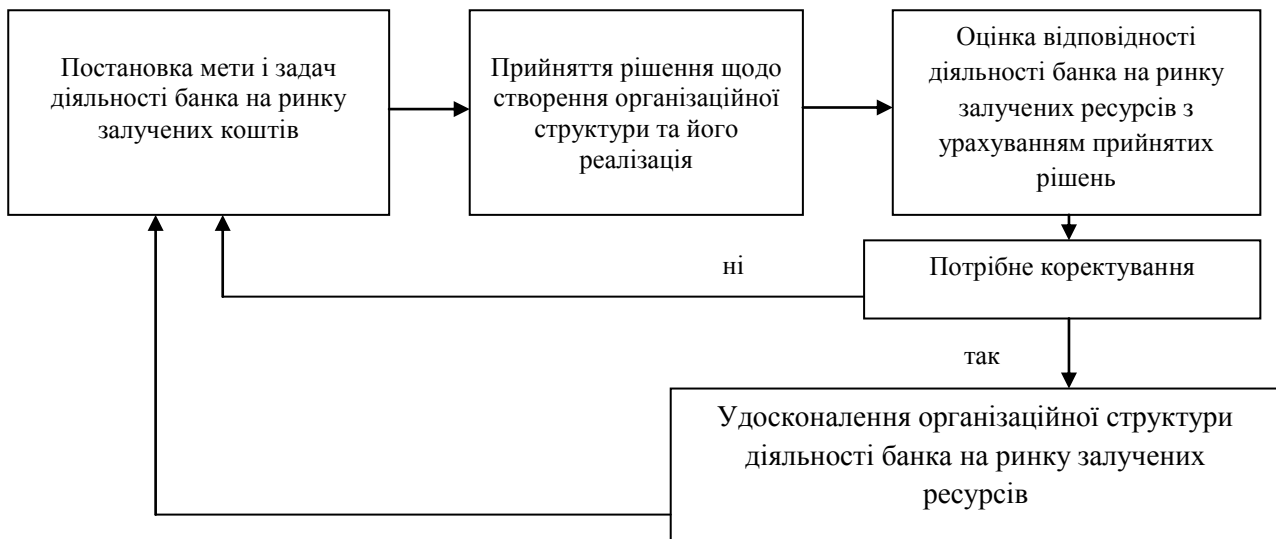 Постановка мети і задач
діяльності банка на ринку
залучених коштів
Прийняття рішення щодо
створення організаційної
структури та його
реалізація
Оцінка відповідності
діяльності банка на ринку
залучених ресурсів з
урахуванням прийнятих
рішень
ні
Потрібне коректування
так
Удосконалення організаційної структури
діяльності банка на ринку залучених
ресурсів